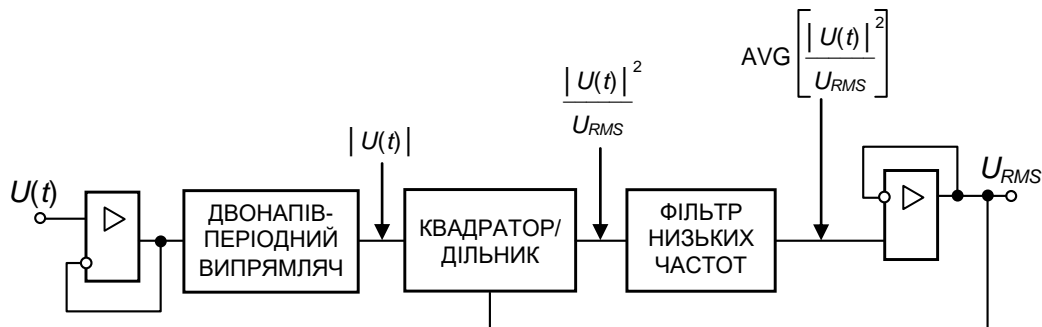 AVG [ | U(t) |² / U_RMS ]
| U(t) |² / U_RMS
| U(t) |
U(t)
U_RMS
ДВОНАПІВ-
ПЕРІОДНИЙ
ВИПРЯМЛЯЧ
КВАДРАТОР/
ДІЛЬНИК
ФІЛЬТР
НИЗЬКИХ
ЧАСТОТ